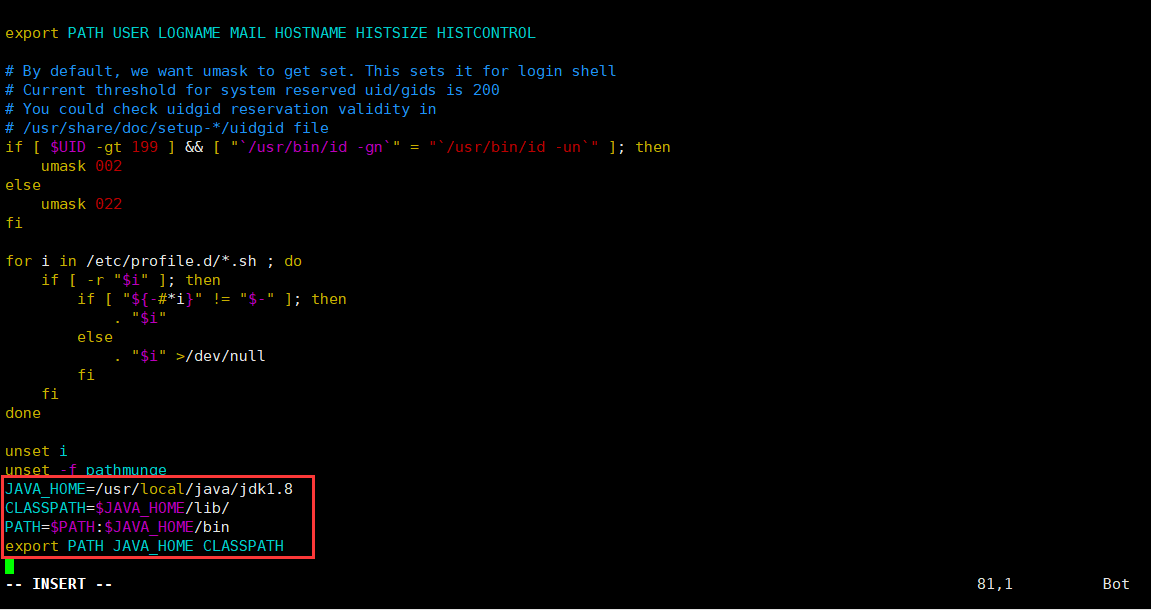 export PATH USER LOGNAME MAIL HOSTNAME HISTSIZE HISTCONTROL
# By default, we want umask to get set. This sets it for login shell
# Current threshold for system reserved uid/gids is 200
# You could check uidgid reservation validity in
# /usr/share/doc/setup-*/uidgid file
if [ $UID -gt 199 ] && [ "`/usr/bin/id -gn`" = "`/usr/bin/id -un`" ]; then
    umask 002
else
    umask 022
fi
for i in /etc/profile.d/*.sh ; do
    if [ -r "$i" ]; then
        if [ "${-#*i}" != "$-" ]; then
            . "$i"
        else
            . "$i" >/dev/null
        fi
    fi
done
unset i
unset -f pathmunge
JAVA_HOME=/usr/local/java/jdk1.8
CLASSPATH=$JAVA_HOME/lib/
PATH=$PATH:$JAVA_HOME/bin
export PATH JAVA_HOME CLASSPATH
-- INSERT -- 81,1 Bot